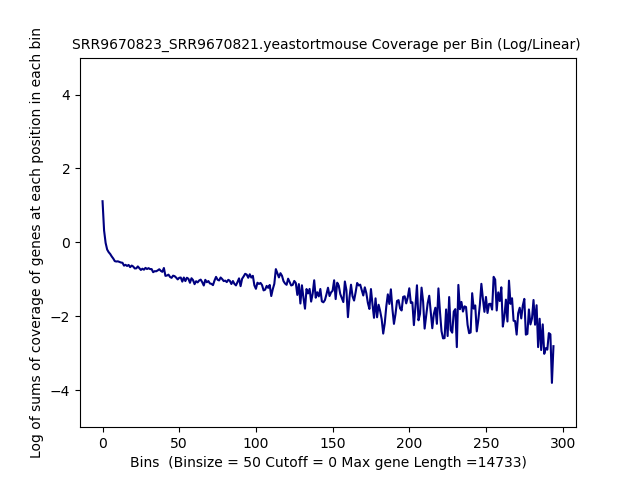 SRR9670823_SRR9670821.yeastortmouse Coverage per Bin (Log/Linear)
Log of sums of coverage of genes at each position in each bin
4
2
0
−2
−4
0 50 100 150 200 250 300
Bins  (Binsize = 50 Cutoff = 0 Max gene Length =14733)